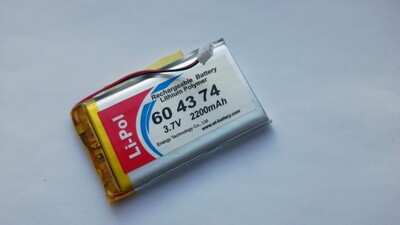 Li-Pol
Rechargeable Battery
Lithium Polymer
60 43 74
3.7V 2200mAh
Energy Technology Co., Ltd